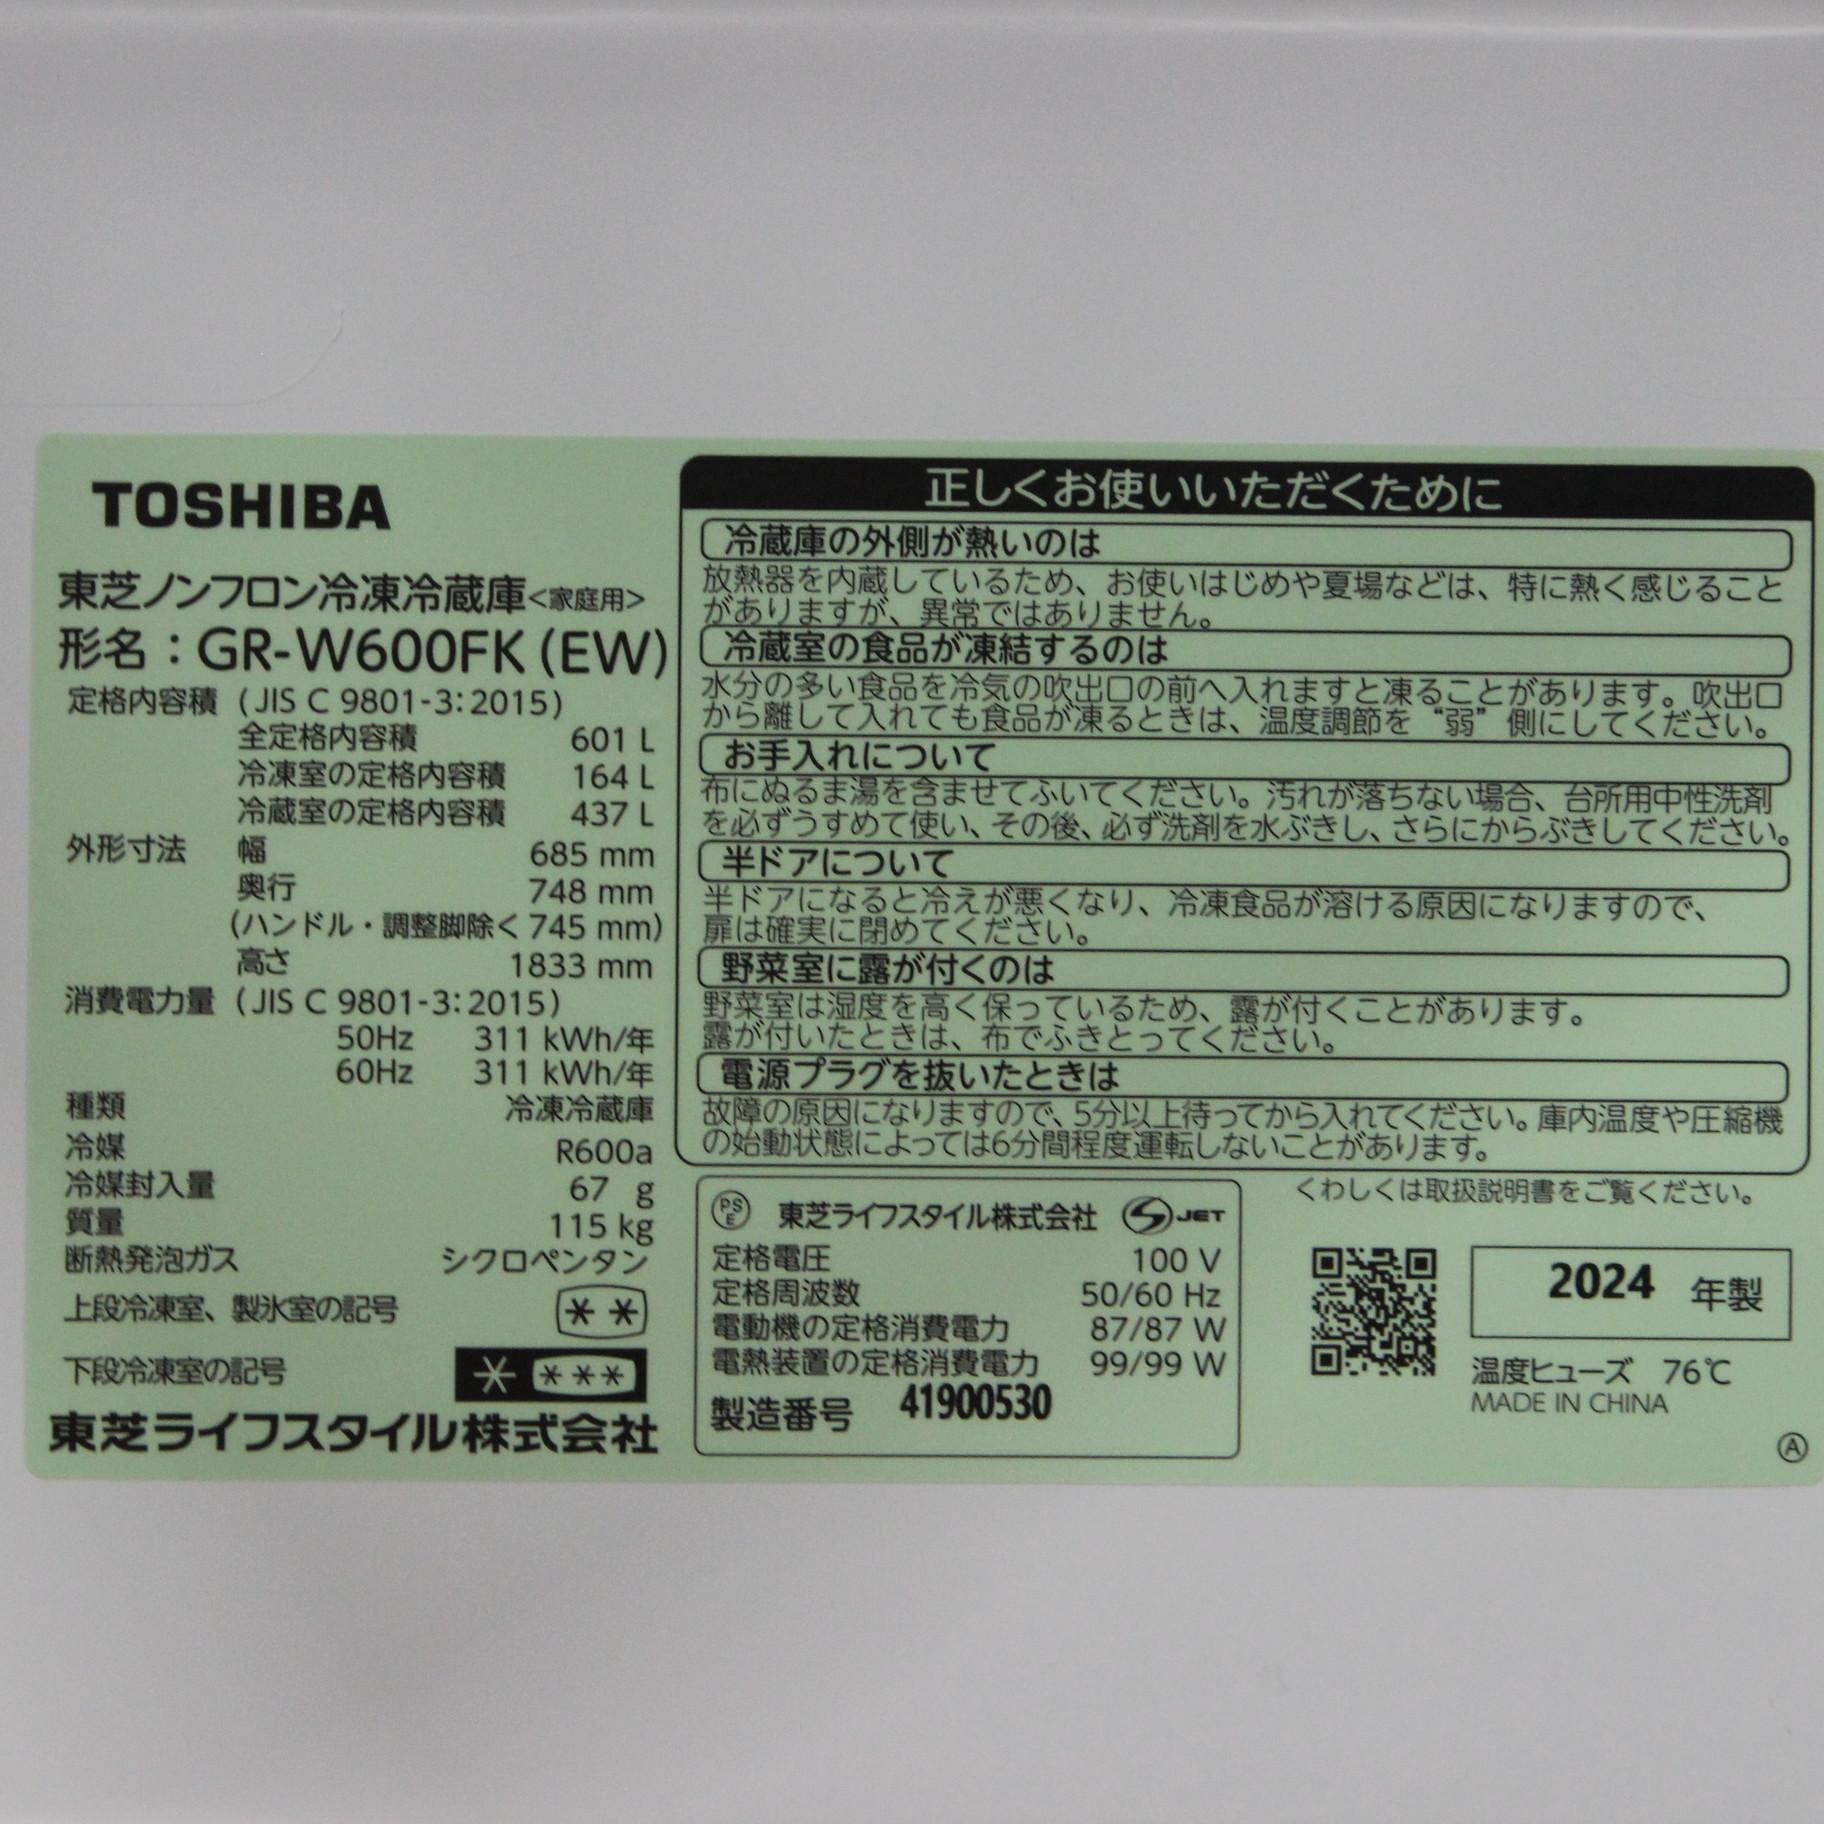 TOSHIBA
東芝ノンフロン冷凍冷蔵庫<家庭用>
形名：GR-W600FK (EW)
定格内容積 (JIS C 9801-3:2015)
全定格内容積 601 L
冷凍室の定格内容積 164 L
冷蔵室の定格内容積 437 L
外形寸法 幅 685 mm
奥行 748 mm
(ハンドル・調整脚除く 745 mm)
高さ 1833 mm
消費電力量 (JIS C 9801-3:2015)
50Hz 311 kWh/年
60Hz 311 kWh/年
種類 冷凍冷蔵庫
冷媒 R600a
冷媒封入量 67 g
質量 115 kg
断熱発泡ガス シクロペンタン
上段冷凍室、製氷室の記号 **
下段冷凍室の記号 * ***
東芝ライフスタイル株式会社
正しくお使いいただくために
冷蔵庫の外側が熱いのは
放熱器を内蔵しているため、お使いはじめや夏場などは、特に熱く感じること
がありますが、異常ではありません。
冷蔵室の食品が凍結するのは
水分の多い食品を冷気の吹出口の前へ入れますと凍ることがあります。吹出口
から離して入れても食品が凍るときは、温度調節を“弱”側にしてください。
お手入れについて
布にぬるま湯を含ませてふいてください。汚れが落ちない場合、台所用中性洗剤
を必ずうすめて使い、その後、必ず洗剤を水ぶきし、さらにからぶきしてください。
半ドアについて
半ドアになると冷えが悪くなり、冷凍食品が溶ける原因になりますので、
扉は確実に閉めてください。
野菜室に露が付くのは
野菜室は湿度を高く保っているため、露が付くことがあります。
露が付いたときは、布でふきとってください。
電源プラグを抜いたときは
故障の原因になりますので、5分以上待ってから入れてください。庫内温度や圧縮機
の始動状態によっては6分間程度運転しないことがあります。
くわしくは取扱説明書をご覧ください。
PSE 東芝ライフスタイル株式会社 JET
定格電圧 100 V
定格周波数 50/60 Hz
電動機の定格消費電力 87/87 W
電熱装置の定格消費電力 99/99 W
製造番号 41900530
2024 年製
温度ヒューズ 76℃
MADE IN CHINA
Ⓐ